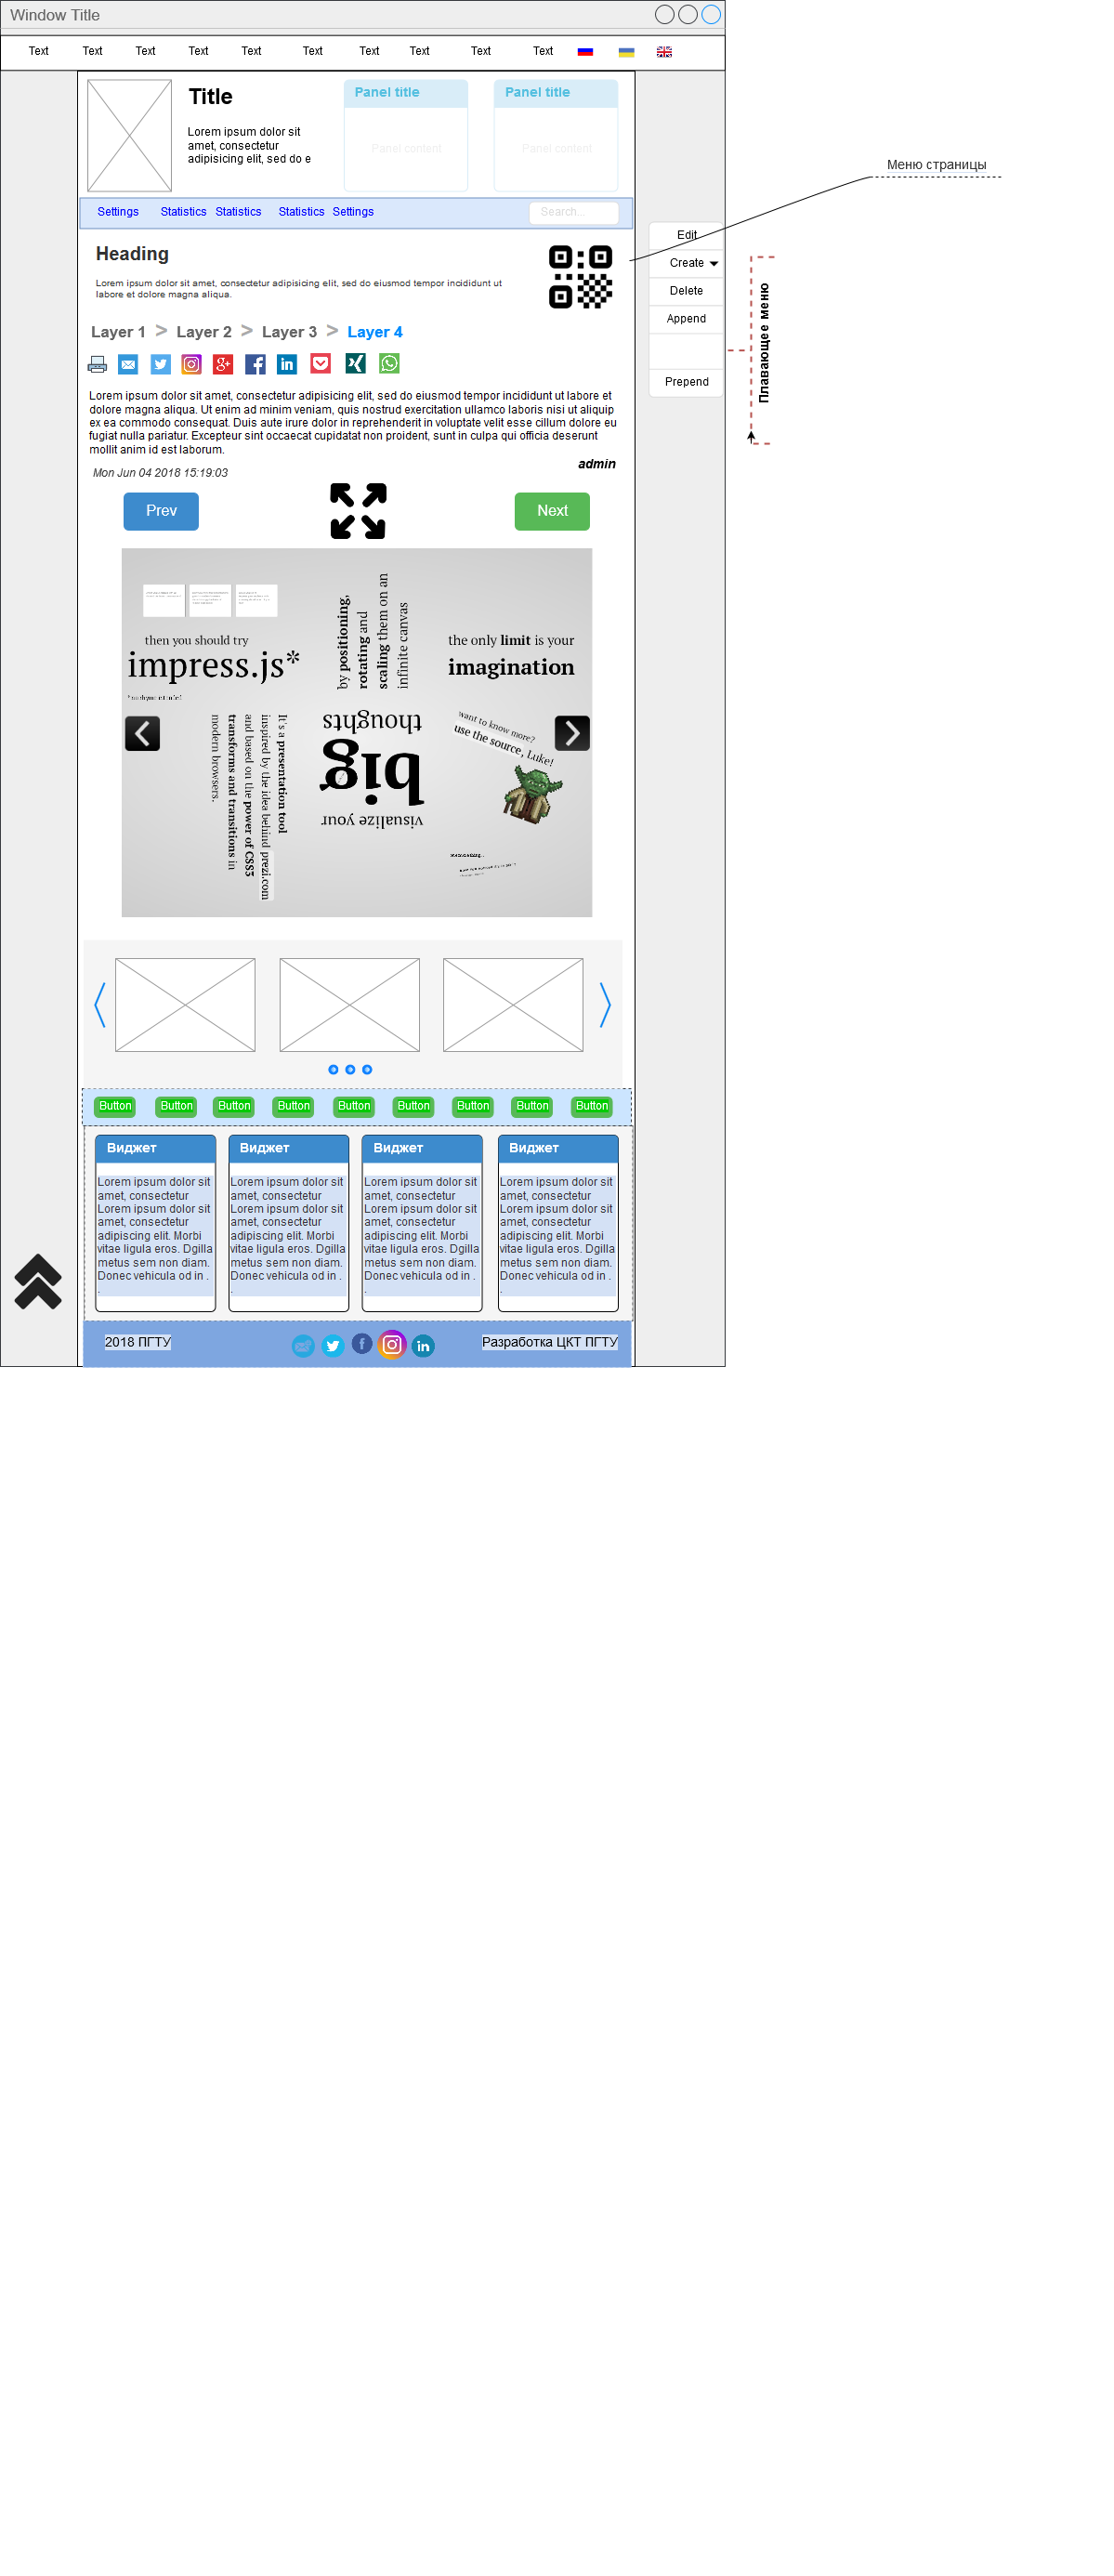 Window Title
Text Text Text Text Text Text Text Text Text Text
Title
Lorem ipsum dolor sit
amet, consectetur
adipisicing elit, sed do e
Panel title
Panel content
Panel title
Panel content
Меню страницы
Settings Statistics Statistics Statistics Settings
Search...
Edit
Create
Delete
Append
Prepend
Плавающее меню
Heading
Lorem ipsum dolor sit amet, consectetur adipisicing elit, sed do eiusmod tempor incididunt ut
labore et dolore magna aliqua.
Layer 1 > Layer 2 > Layer 3 > Layer 4
Lorem ipsum dolor sit amet, consectetur adipisicing elit, sed do eiusmod tempor incididunt ut labore et
dolore magna aliqua. Ut enim ad minim veniam, quis nostrud exercitation ullamco laboris nisi ut aliquip
ex ea commodo consequat. Duis aute irure dolor in reprehenderit in voluptate velit esse cillum dolore eu
fugiat nulla pariatur. Excepteur sint occaecat cupidatat non proident, sunt in culpa qui officia deserunt
mollit anim id est laborum.
admin
Mon Jun 04 2018 15:19:03
Prev
Next
then you should try
impress.js*
by positioning,
rotating and
scaling them on an
infinite canvas
the only limit is your
imagination
It's a presentation tool
inspired by the idea behind prezi.com
and based on the power of CSS3
transforms and transitions in
modern browsers.
visualize your
big
thoughts
want to know more?
use the source, Luke!
Button Button Button Button Button Button Button Button Button
Виджет
Lorem ipsum dolor sit
amet, consectetur
Lorem ipsum dolor sit
amet, consectetur
adipiscing elit. Morbi
vitae ligula eros. Dgilla
metus sem non diam.
Donec vehicula od in .
.
Виджет
Lorem ipsum dolor sit
amet, consectetur
Lorem ipsum dolor sit
amet, consectetur
adipiscing elit. Morbi
vitae ligula eros. Dgilla
metus sem non diam.
Donec vehicula od in .
.
Виджет
Lorem ipsum dolor sit
amet, consectetur
Lorem ipsum dolor sit
amet, consectetur
adipiscing elit. Morbi
vitae ligula eros. Dgilla
metus sem non diam.
Donec vehicula od in .
.
Виджет
Lorem ipsum dolor sit
amet, consectetur
Lorem ipsum dolor sit
amet, consectetur
adipiscing elit. Morbi
vitae ligula eros. Dgilla
metus sem non diam.
Donec vehicula od in .
.
2018 ПГТУ
Разработка ЦКТ ПГТУ